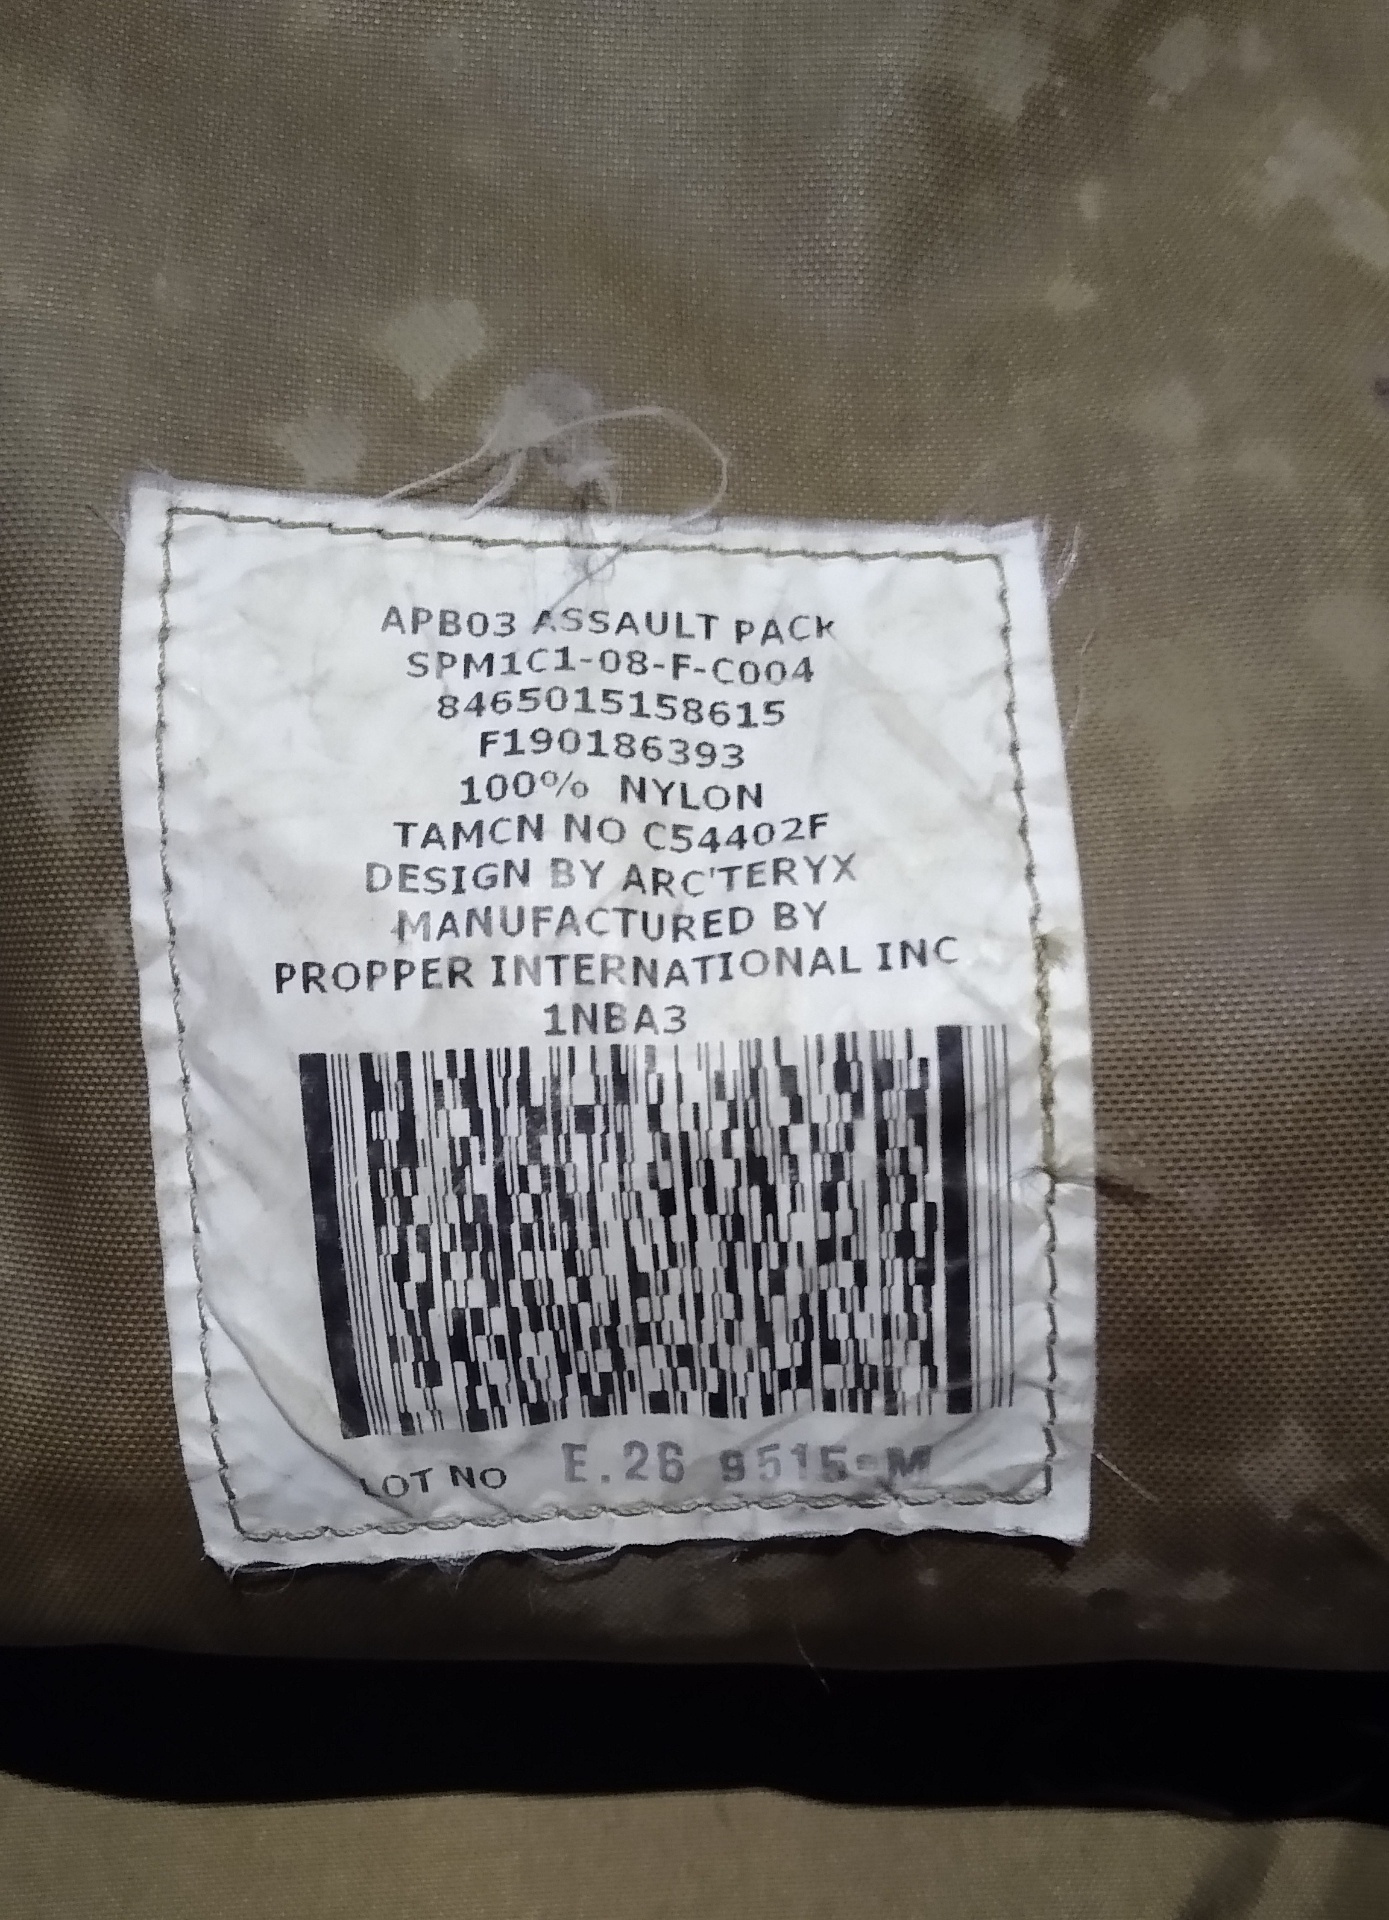 APB03 ASSAULT PACK
SPM1C1-08-F-C004
8465015158615
F190186393
100% NYLON
TAMCN NO C54402F
DESIGN BY ARC'TERYX
MANUFACTURED BY
PROPPER INTERNATIONAL INC
1NBA3
LOT NO E.26 9515-M